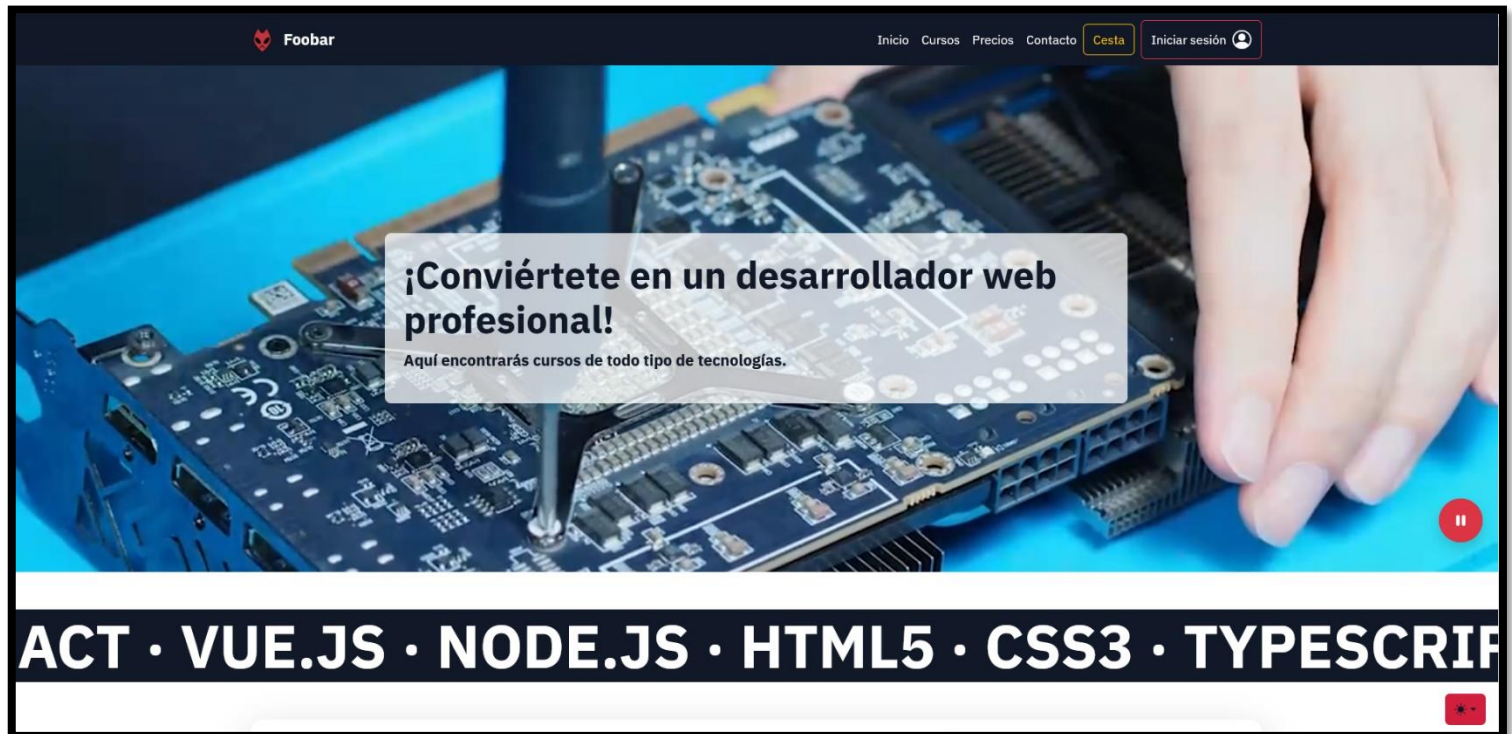 Foobar
Inicio Cursos Precios Contacto Cesta Iniciar sesión
¡Conviértete en un desarrollador web
profesional!
Aquí encontrarás cursos de todo tipo de tecnologías.
ACT · VUE.JS · NODE.JS · HTML5 · CSS3 · TYPESCRI